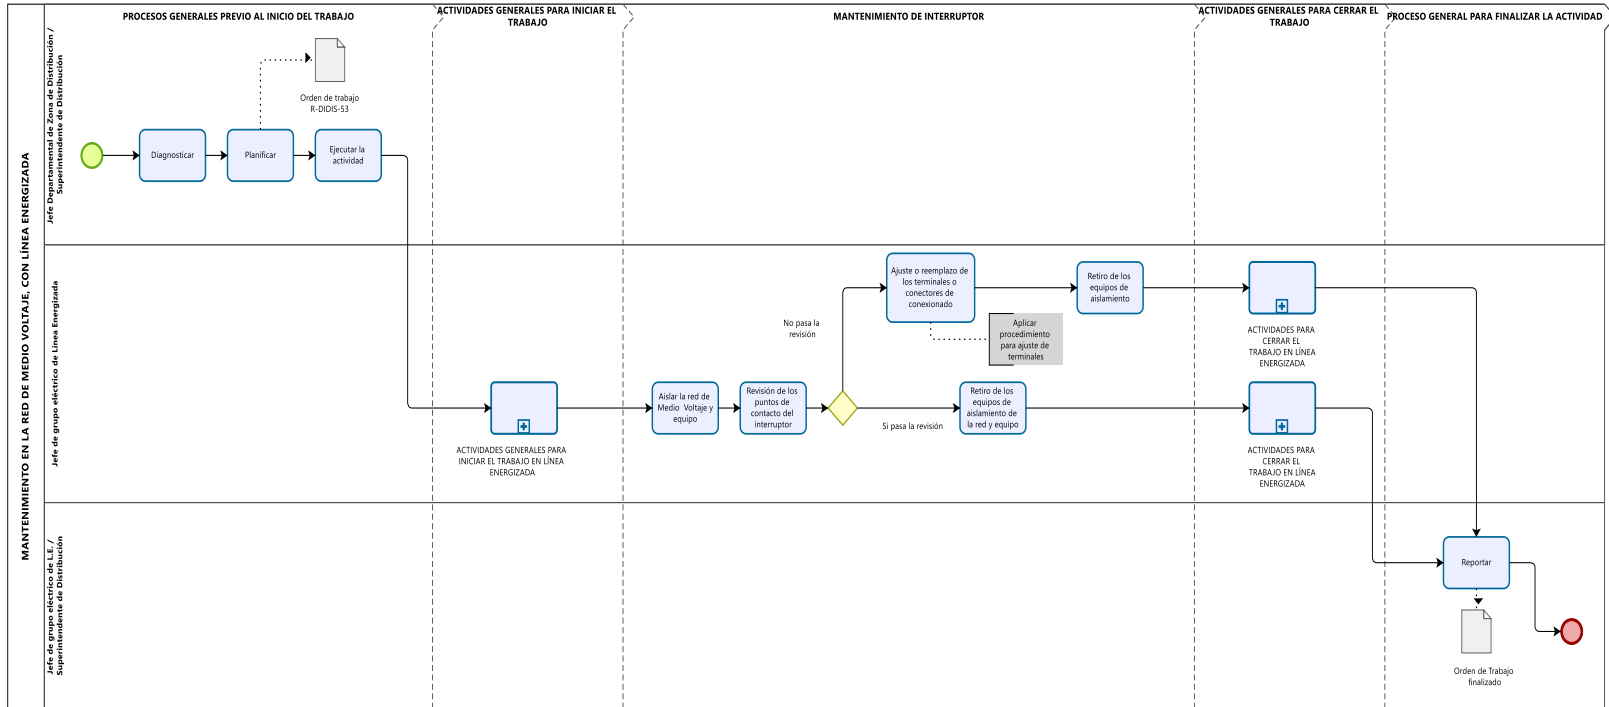 PROCESOS GENERALES PREVIO AL INICIO DEL TRABAJO
ACTIVIDADES GENERALES PARA INICIAR EL
TRABAJO
MANTENIMIENTO DE INTERRUPTOR
ACTIVIDADES GENERALES PARA CERRAR EL
TRABAJO
PROCESO GENERAL PARA FINALIZAR LA ACTIVIDAD
MANTENIMIENTO EN LA RED DE MEDIO VOLTAJE, CON LÍNEA ENERGIZADA
Jefe Departamental de Zona de Distribución /
Superintendente de Distribución
Orden de trabajo
R-DIDIS-53
Diagnosticar
Planificar
Ejecutar la
actividad
Jefe de grupo eléctrico de Línea Energizada
ACTIVIDADES GENERALES PARA
INICIAR EL TRABAJO EN LÍNEA
ENERGIZADA
Aislar la red de
Medio Voltaje y
equipo
Revisión de los
puntos de
contacto del
interruptor
No pasa la
revisión
Ajuste o reemplazo de
los terminales o
conectores de
conexionado
Aplicar
procedimiento
para ajuste de
terminales
Retiro de los
equipos de
aislamiento
ACTIVIDADES PARA
CERRAR EL
TRABAJO EN LÍNEA
ENERGIZADA
Si pasa la revisión
Retiro de los
equipos de
aislamiento de
la red y equipo
ACTIVIDADES PARA
CERRAR EL
TRABAJO EN LÍNEA
ENERGIZADA
Jefe de grupo eléctrico de L.E. /
Superintendente de Distribución
Reportar
Orden de Trabajo
finalizado